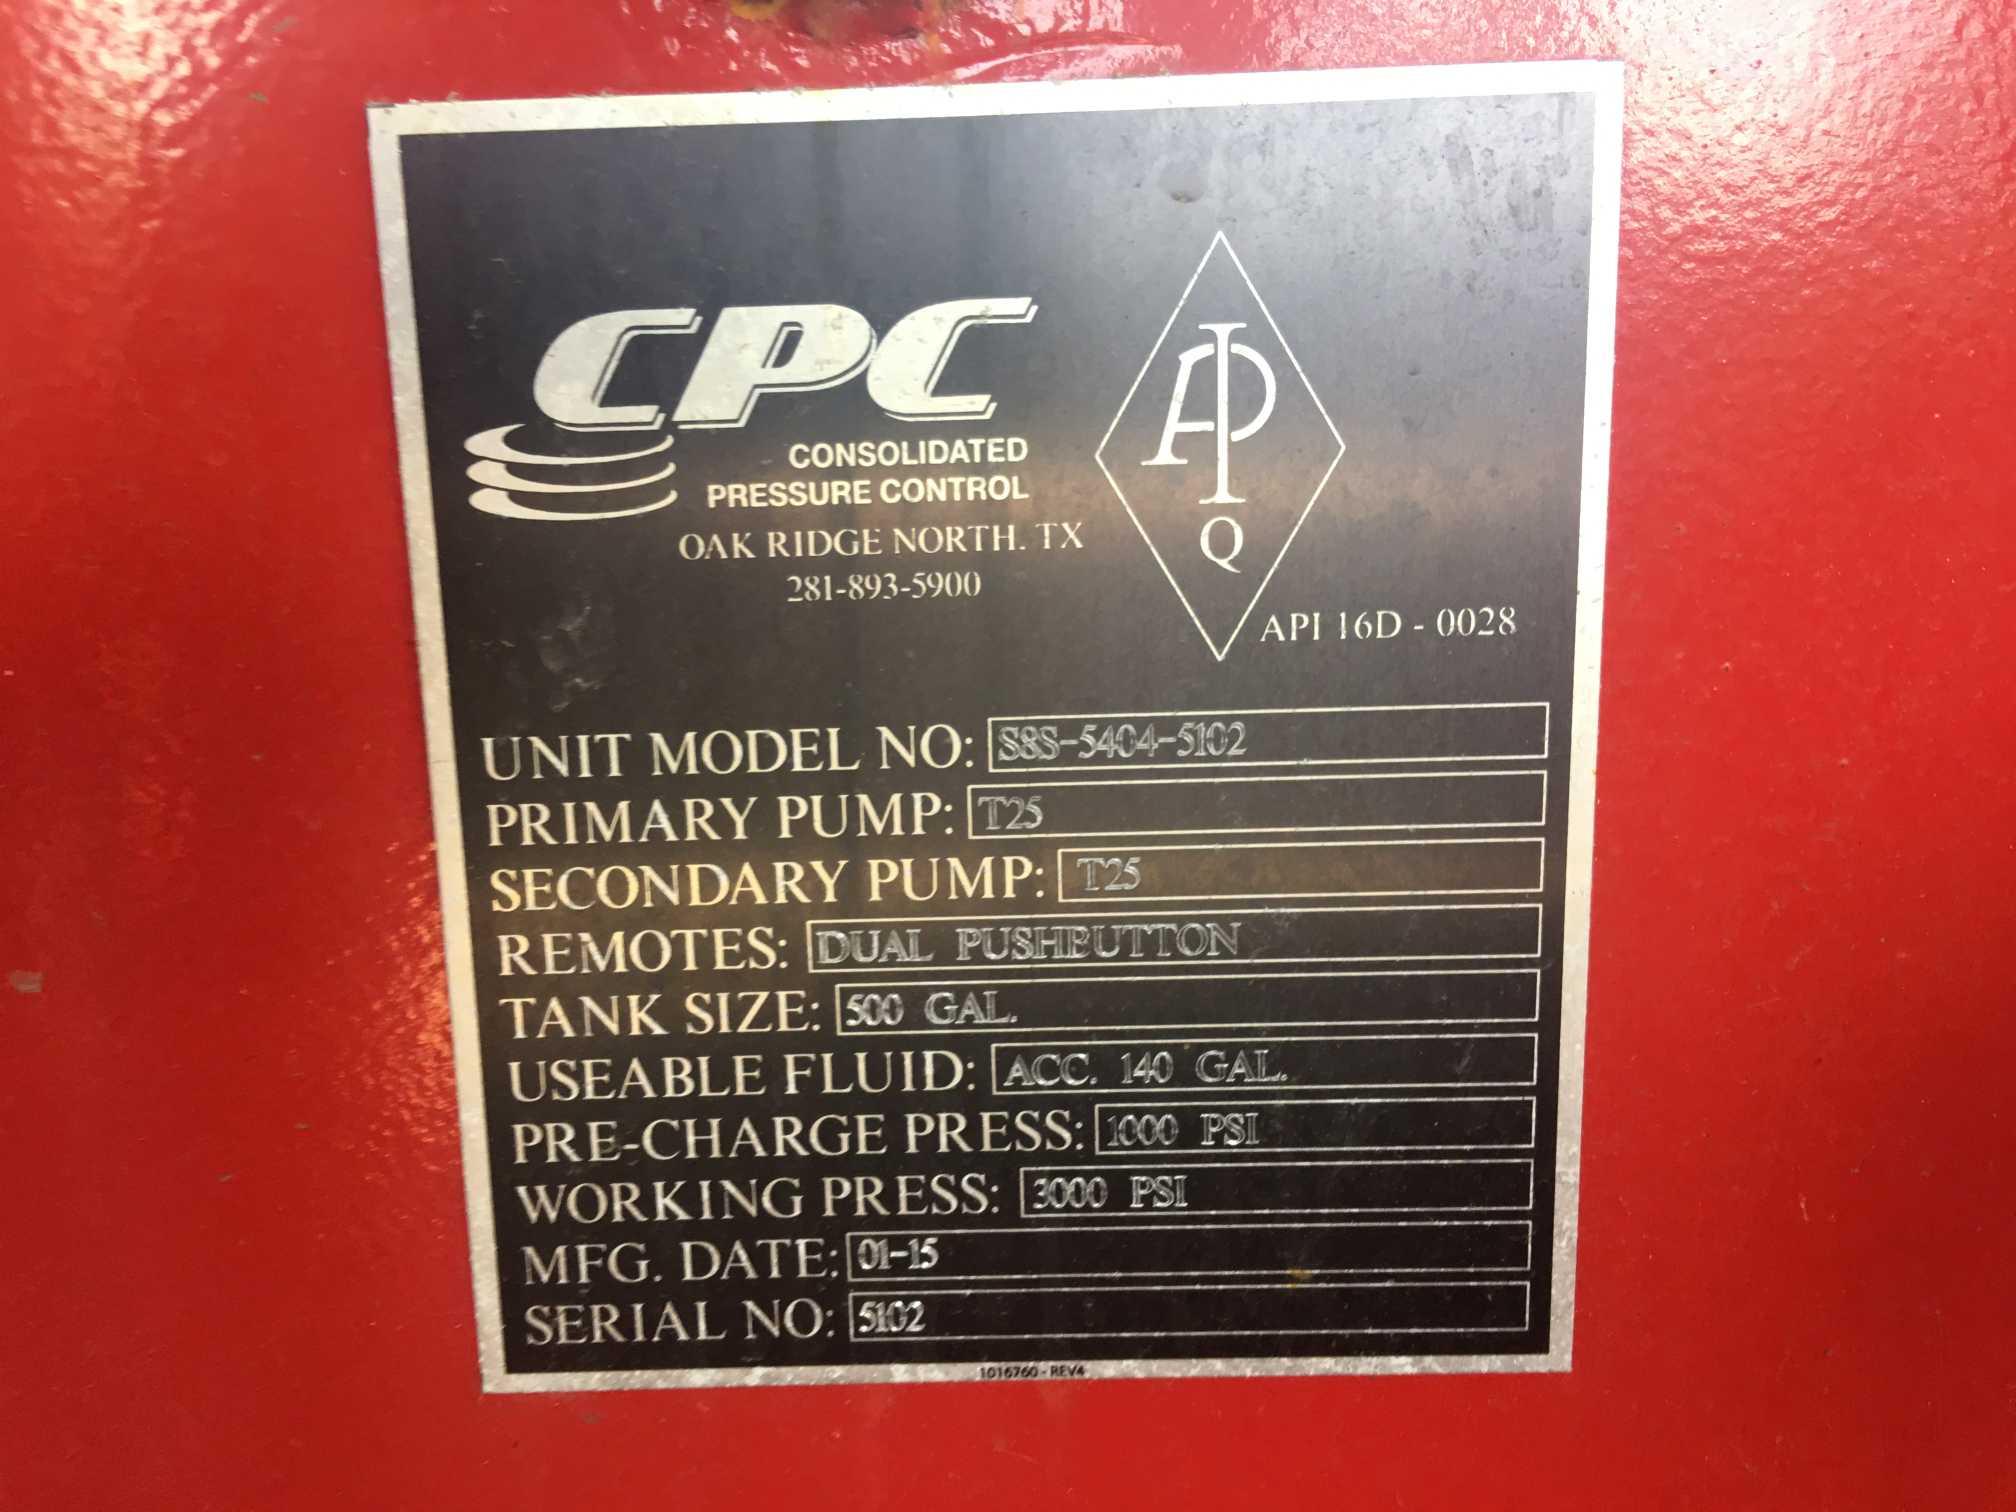 CPC
CONSOLIDATED
PRESSURE CONTROL
OAK RIDGE NORTH. TX
281-893-5900
API
Q
API 16D - 0028
UNIT MODEL NO: S8S-5404-5102
PRIMARY PUMP: T25
SECONDARY PUMP: T25
REMOTES: DUAL PUSHBUTTON
TANK SIZE: 500 GAL.
USEABLE FLUID: ACC. 140 GAL.
PRE-CHARGE PRESS: 1000 PSI
WORKING PRESS: 3000 PSI
MFG. DATE: 01-15
SERIAL NO: 5102
1016760 - REV4